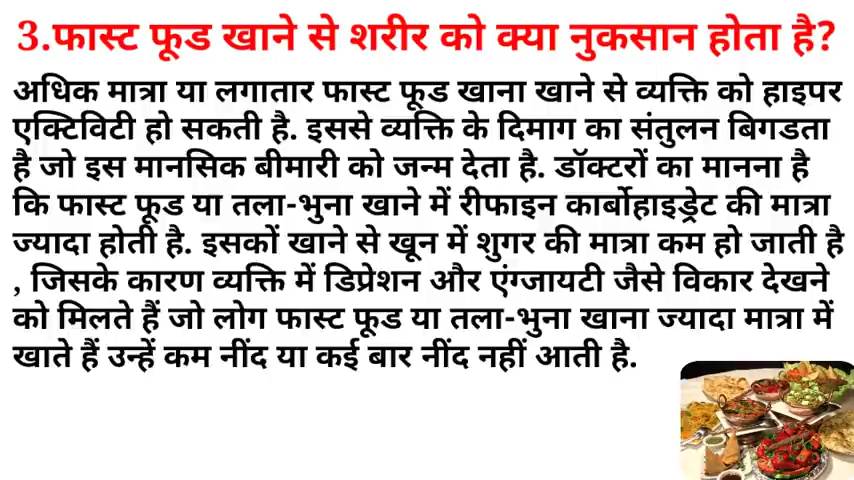 3.फास्ट फूड खाने से शरीर को क्या नुकसान होता है?
अधिक मात्रा या लगातार फास्ट फूड खाना खाने से व्यक्ति को हाइपर
एक्टिविटी हो सकती है. इससे व्यक्ति के दिमाग का संतुलन बिगडता
है जो इस मानसिक बीमारी को जन्म देता है. डॉक्टरों का मानना है
कि फास्ट फूड या तला-भुना खाने में रीफाइन कार्बोहाइड्रेट की मात्रा
ज्यादा होती है. इसकों खाने से खून में शुगर की मात्रा कम हो जाती है
, जिसके कारण व्यक्ति में डिप्रेशन और एंग्जायटी जैसे विकार देखने
को मिलते हैं जो लोग फास्ट फूड या तला-भुना खाना ज्यादा मात्रा में
खाते हैं उन्हें कम नींद या कई बार नींद नहीं आती है.